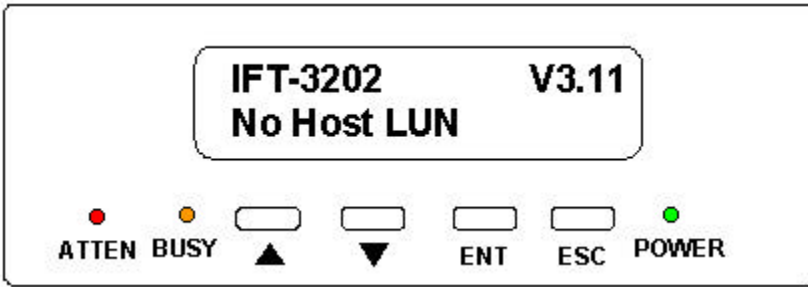 IFT-3202 V3.11
No Host LUN
ATTEN BUSY ▲ ▼ ENT ESC POWER